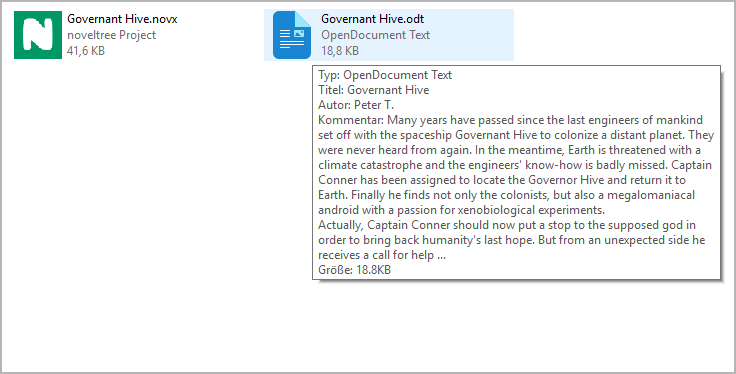 Governant Hive.novx
noveltree Project
41,6 KB
Governant Hive.odt
OpenDocument Text
18,8 KB
Typ: OpenDocument Text
Titel: Governant Hive
Autor: Peter T.
Kommentar: Many years have passed since the last engineers of mankind
set off with the spaceship Governant Hive to colonize a distant planet. They
were never heard from again. In the meantime, Earth is threatened with a
climate catastrophe and the engineers' know-how is badly missed. Captain
Conner has been assigned to locate the Governor Hive and return it to
Earth. Finally he finds not only the colonists, but also a megalomaniacal
android with a passion for xenobiological experiments.
Actually, Captain Conner should now put a stop to the supposed god in
order to bring back humanity's last hope. But from an unexpected side he
receives a call for help ...
Größe: 18.8KB